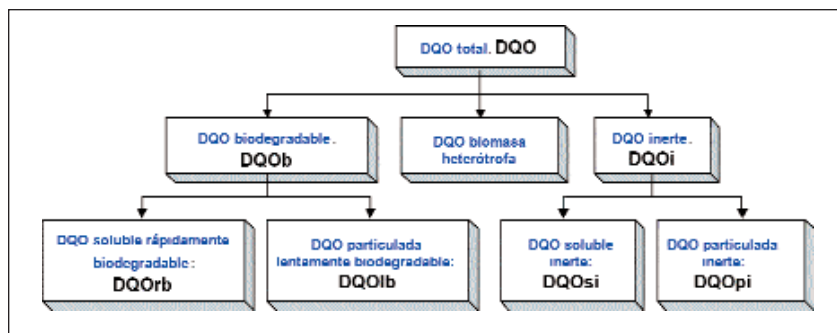 DQO total. DQO
DQO biodegradable.
DQOb
DQO biomasa
heterótrofa
DQO inerte.
DQOi
DQO soluble rápidamente
biodegradable:
DQOrb
DQO particulada
lentamente biodegradable:
DQOlb
DQO soluble
inerte:
DQOsi
DQO particulada
inerte:
DQOpi